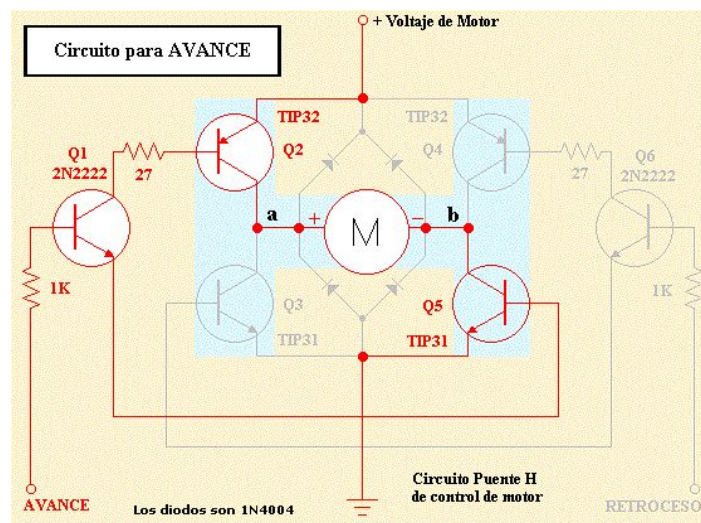 + Voltaje de Motor
Circuito para AVANCE
TIP32
TIP32
Q1
2N2222
27
Q2
Q4
27
Q6
2N2222
a
+
M
−
b
1K
Q3
Q5
1K
TIP31
TIP31
Circuito Puente H
de control de motor
AVANCE
Los diodos son 1N4004
RETROCESO